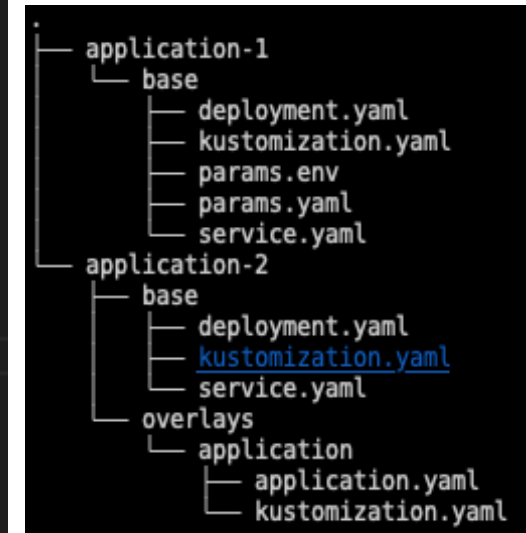 .
├── application-1
│   └── base
│       ├── deployment.yaml
│       ├── kustomization.yaml
│       ├── params.env
│       ├── params.yaml
│       └── service.yaml
└── application-2
    ├── base
    │   ├── deployment.yaml
    │   ├── kustomization.yaml
    │   └── service.yaml
    └── overlays
        └── application
            ├── application.yaml
            └── kustomization.yaml